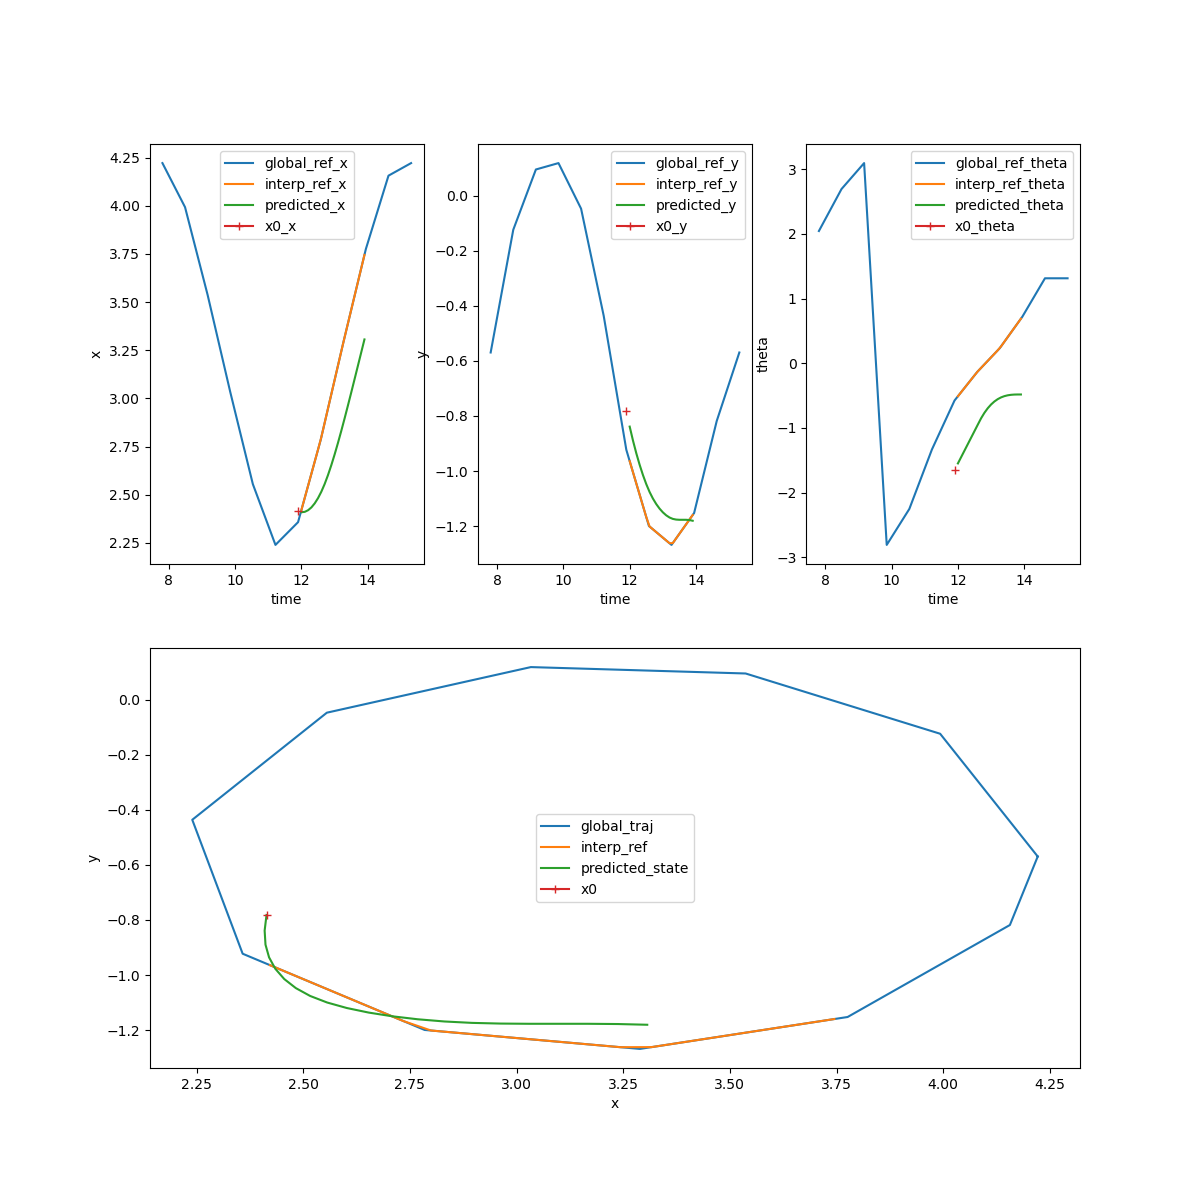 global_ref_x
interp_ref_x
predicted_x
x0_x
4.25
4.00
3.75
3.50
3.25
3.00
2.75
2.50
2.25
x
8 10 12 14
time
global_ref_y
interp_ref_y
predicted_y
x0_y
0.0
−0.2
−0.4
−0.6
−0.8
−1.0
−1.2
y
8 10 12 14
time
global_ref_theta
interp_ref_theta
predicted_theta
x0_theta
3
2
1
0
−1
−2
−3
theta
8 10 12 14
time
global_traj
interp_ref
predicted_state
x0
0.0
−0.2
−0.4
−0.6
−0.8
−1.0
−1.2
y
2.25 2.50 2.75 3.00 3.25 3.50 3.75 4.00 4.25
x